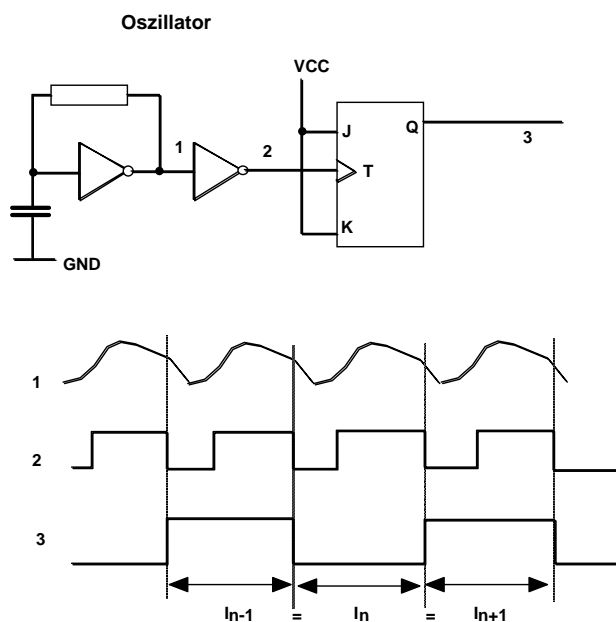 Oszillator
VCC
J
Q
1
2
3
T
K
GND
1
2
3
In-1 = In = In+1